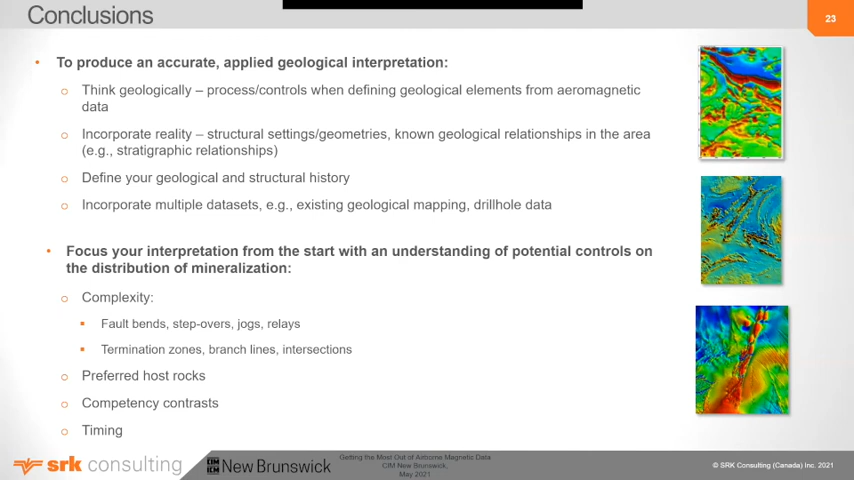 Conclusions
23
• To produce an accurate, applied geological interpretation:
o Think geologically – process/controls when defining geological elements from aeromagnetic
data
o Incorporate reality – structural settings/geometries, known geological relationships in the area
(e.g., stratigraphic relationships)
o Define your geological and structural history
o Incorporate multiple datasets, e.g., existing geological mapping, drillhole data
• Focus your interpretation from the start with an understanding of potential controls on
the distribution of mineralization:
o Complexity:
▪ Fault bends, step-overs, jogs, relays
▪ Termination zones, branch lines, intersections
o Preferred host rocks
o Competency contrasts
o Timing
srk consulting
CIM
ICM
New Brunswick
Getting the Most Out of Airborne Magnetic Data
CIM New Brunswick,
May 2021
© SRK Consulting (Canada) Inc. 2021